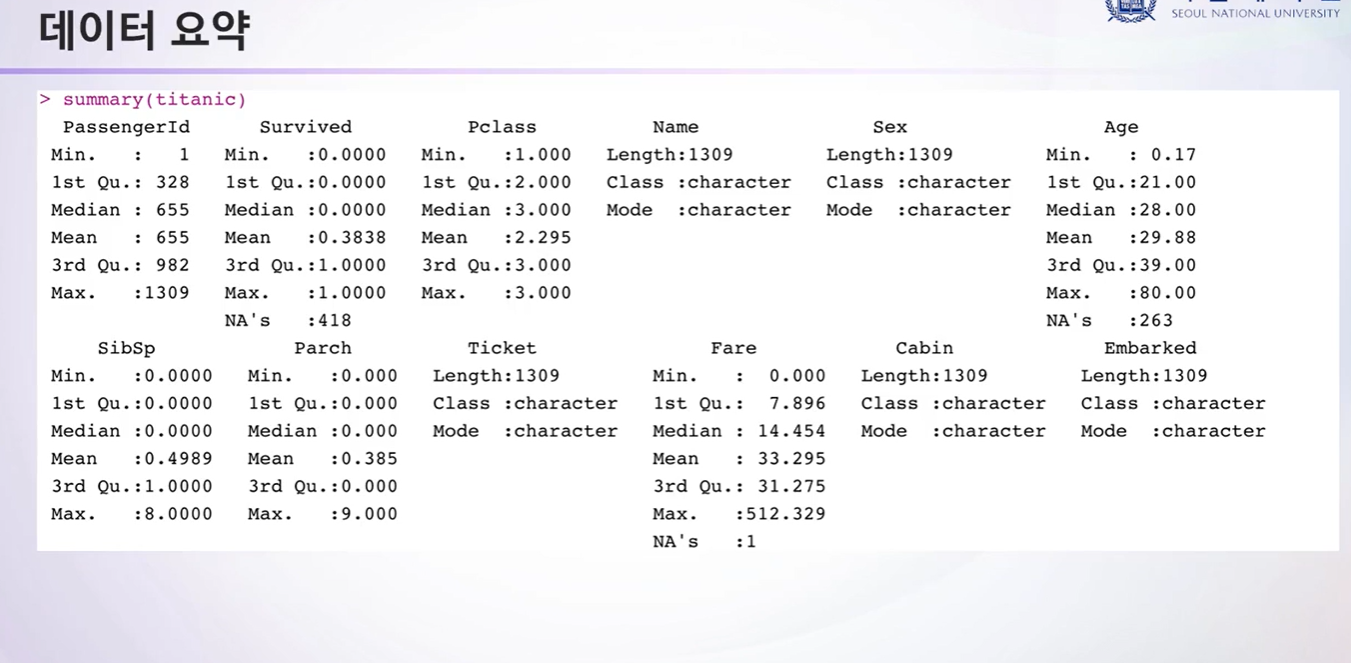 데이터 요약
SEOUL NATIONAL UNIVERSITY
> summary(titanic)
PassengerId Survived Pclass Name Sex Age
Min. : 1 Min. :0.0000 Min. :1.000 Length:1309 Length:1309 Min. : 0.17
1st Qu.: 328 1st Qu.:0.0000 1st Qu.:2.000 Class :character Class :character 1st Qu.:21.00
Median : 655 Median :0.0000 Median :3.000 Mode :character Mode :character Median :28.00
Mean : 655 Mean :0.3838 Mean :2.295 Mean :29.88
3rd Qu.: 982 3rd Qu.:1.0000 3rd Qu.:3.000 3rd Qu.:39.00
Max. :1309 Max. :1.0000 Max. :3.000 Max. :80.00
NA's :418 NA's :263
SibSp Parch Ticket Fare Cabin Embarked
Min. :0.0000 Min. :0.000 Length:1309 Min. : 0.000 Length:1309 Length:1309
1st Qu.:0.0000 1st Qu.:0.000 Class :character 1st Qu.: 7.896 Class :character Class :character
Median :0.0000 Median :0.000 Mode :character Median : 14.454 Mode :character Mode :character
Mean :0.4989 Mean :0.385 Mean : 33.295
3rd Qu.:1.0000 3rd Qu.:0.000 3rd Qu.: 31.275
Max. :8.0000 Max. :9.000 Max. :512.329
NA's :1